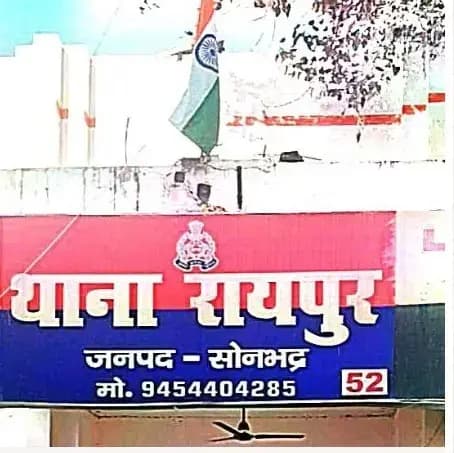 थाना रायपुर
जनपद - सोनभद्र
मो. 9454404285
52